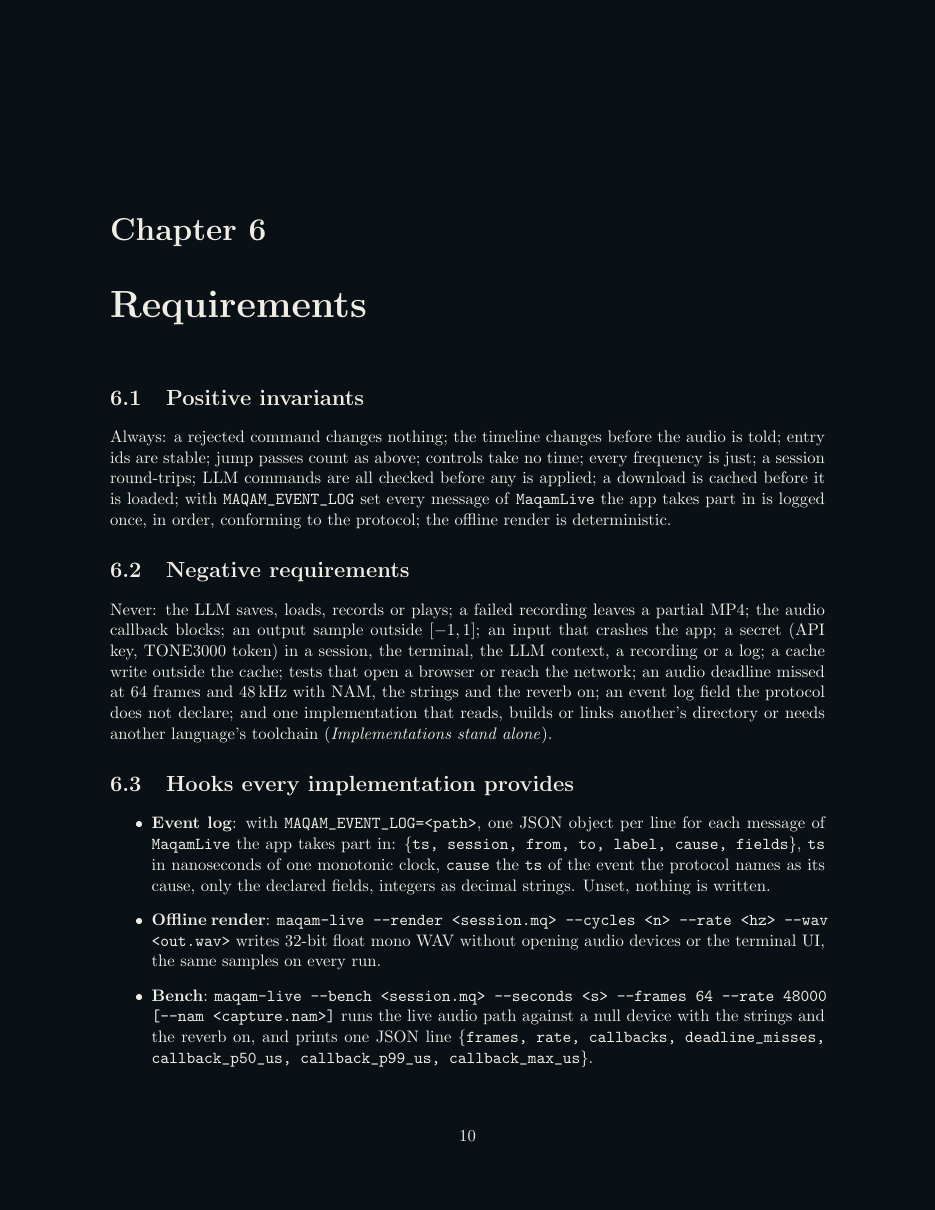 Chapter 6
Requirements
6.1 Positive invariants
Always: a rejected command changes nothing; the timeline changes before the audio is told; entry
ids are stable; jump passes count as above; controls take no time; every frequency is just; a session
round-trips; LLM commands are all checked before any is applied; a download is cached before it
is loaded; with MAQAM_EVENT_LOG set every message of MaqamLive the app takes part in is logged
once, in order, conforming to the protocol; the offline render is deterministic.
6.2 Negative requirements
Never: the LLM saves, loads, records or plays; a failed recording leaves a partial MP4; the audio
callback blocks; an output sample outside [−1, 1]; an input that crashes the app; a secret (API
key, TONE3000 token) in a session, the terminal, the LLM context, a recording or a log; a cache
write outside the cache; tests that open a browser or reach the network; an audio deadline missed
at 64 frames and 48 kHz with NAM, the strings and the reverb on; an event log field the protocol
does not declare; and one implementation that reads, builds or links another's directory or needs
another language's toolchain (Implementations stand alone).
6.3 Hooks every implementation provides
• Event log: with MAQAM_EVENT_LOG=<path>, one JSON object per line for each message of
MaqamLive the app takes part in: {ts, session, from, to, label, cause, fields}, ts
in nanoseconds of one monotonic clock, cause the ts of the event the protocol names as its
cause, only the declared fields, integers as decimal strings. Unset, nothing is written.
• Offline render: maqam-live --render <session.mq> --cycles <n> --rate <hz> --wav
<out.wav> writes 32-bit float mono WAV without opening audio devices or the terminal UI,
the same samples on every run.
• Bench: maqam-live --bench <session.mq> --seconds <s> --frames 64 --rate 48000
[--nam <capture.nam>] runs the live audio path against a null device with the strings and
the reverb on, and prints one JSON line {frames, rate, callbacks, deadline_misses,
callback_p50_us, callback_p99_us, callback_max_us}.
10